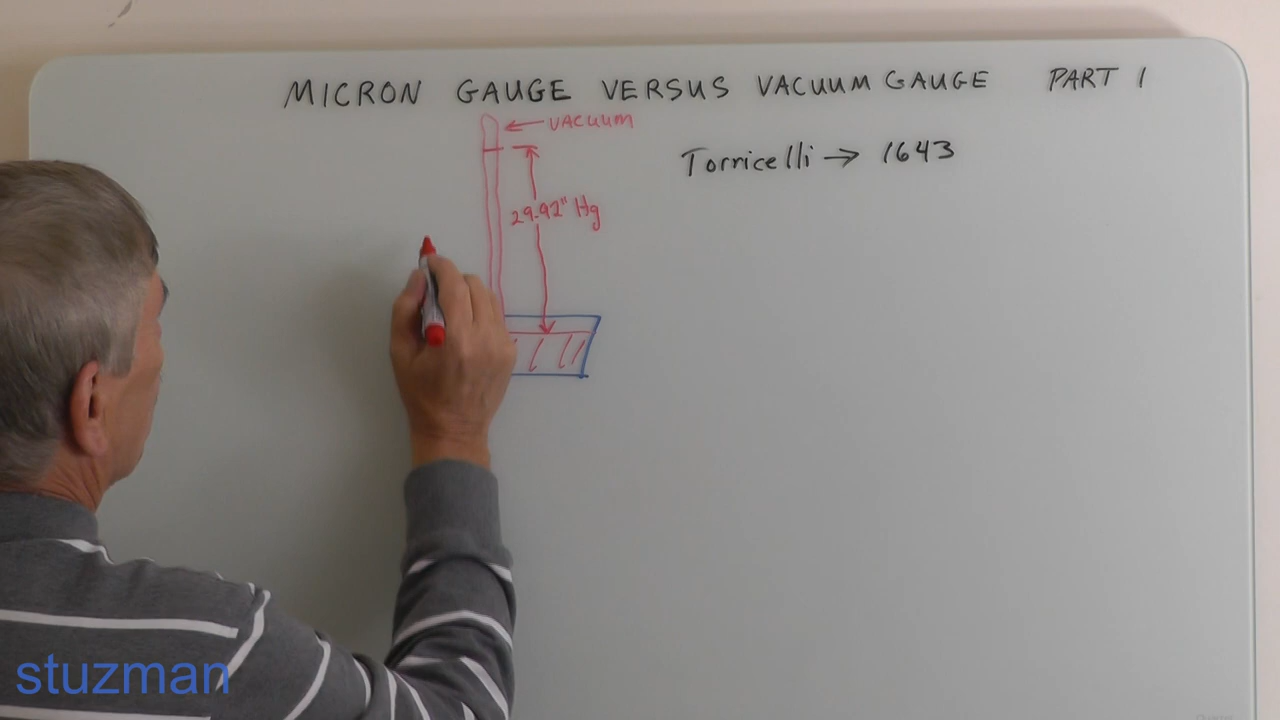 MICRON GAUGE VERSUS VACUUM GAUGE PART 1
VACUUM
Torricelli → 1643
29.92" Hg
stuzman